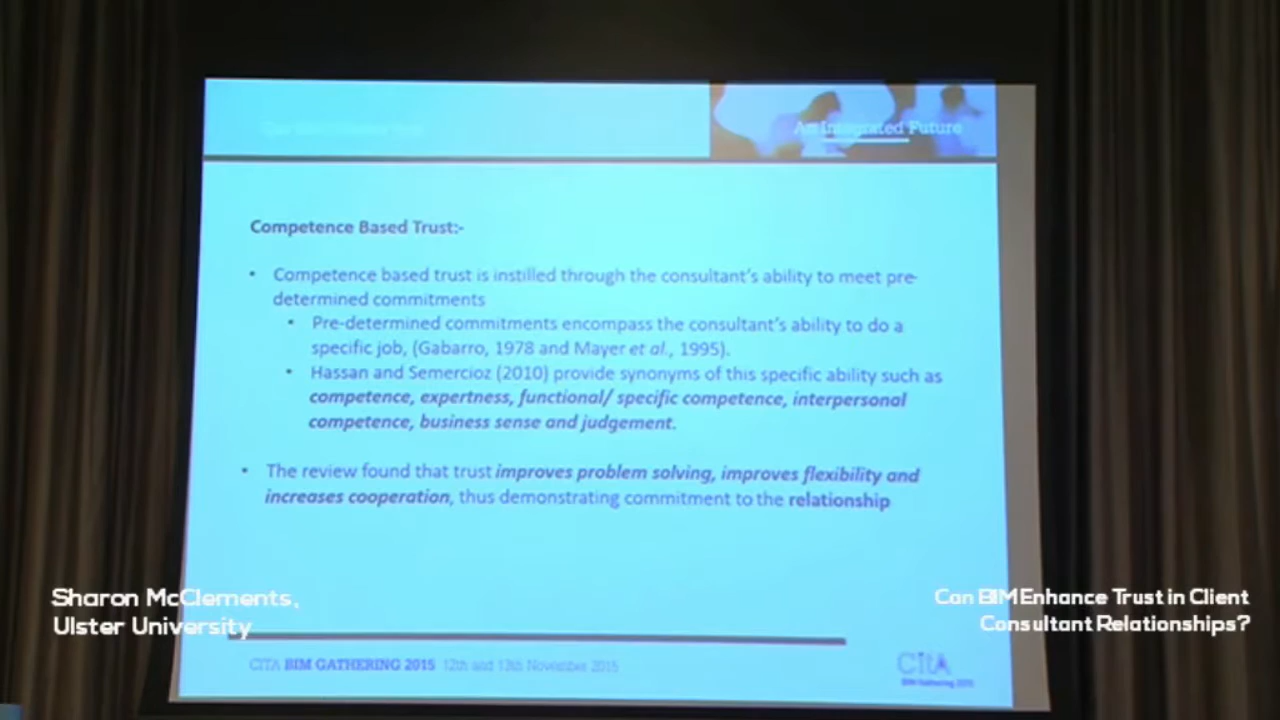 An Integrated Future
Competence Based Trust:-
• Competence based trust is instilled through the consultant's ability to meet pre-
determined commitments
• Pre-determined commitments encompass the consultant's ability to do a
specific job, (Gabarro, 1978 and Mayer et al., 1995).
• Hassan and Semercioz (2010) provide synonyms of this specific ability such as
competence, expertness, functional/ specific competence, interpersonal
competence, business sense and judgement.
• The review found that trust improves problem solving, improves flexibility and
increases cooperation, thus demonstrating commitment to the relationship
Sharon McClements,
Ulster University
Can BIM Enhance Trust in Client
Consultant Relationships?
CITA BIM GATHERING 2015 12th and 13th November 2015
CitA
BIM Gathering 2015